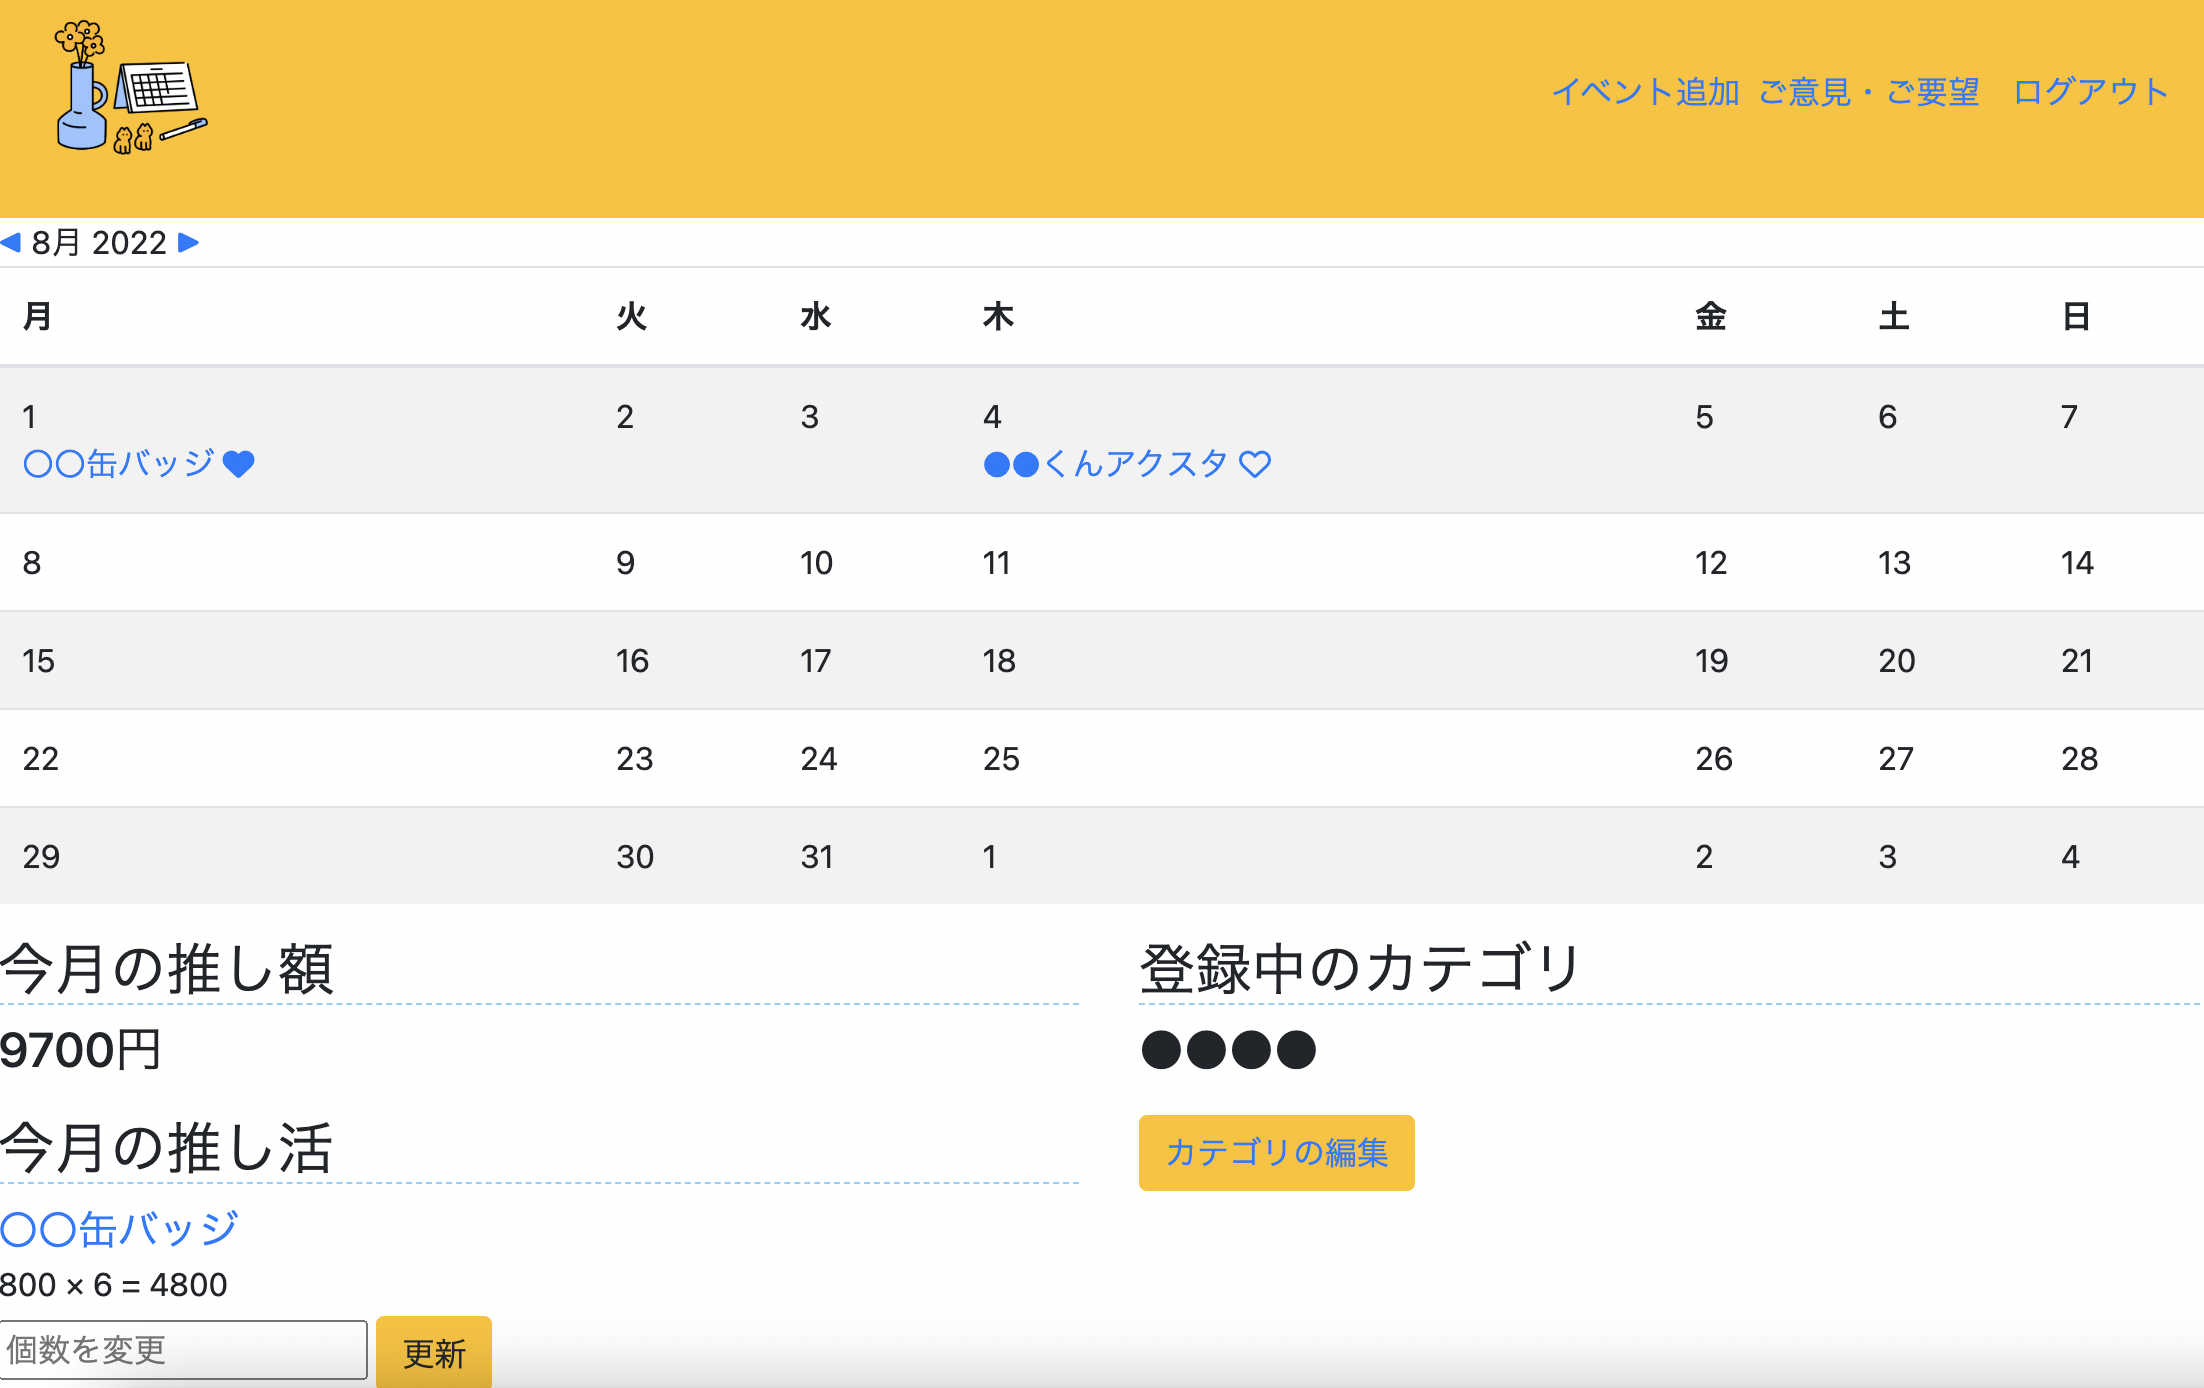 イベント追加 ご意見・ご要望 ログアウト
◀ 8月 2022 ▶
月 火 水 木 金 土 日
1 2 3 4 5 6 7
〇〇缶バッジ ♥ ●●くんアクスタ ♡
8 9 10 11 12 13 14
15 16 17 18 19 20 21
22 23 24 25 26 27 28
29 30 31 1 2 3 4
今月の推し額
9700円
今月の推し活
〇〇缶バッジ
800 × 6 = 4800
個数を変更 更新
登録中のカテゴリ
●●●●
カテゴリの編集